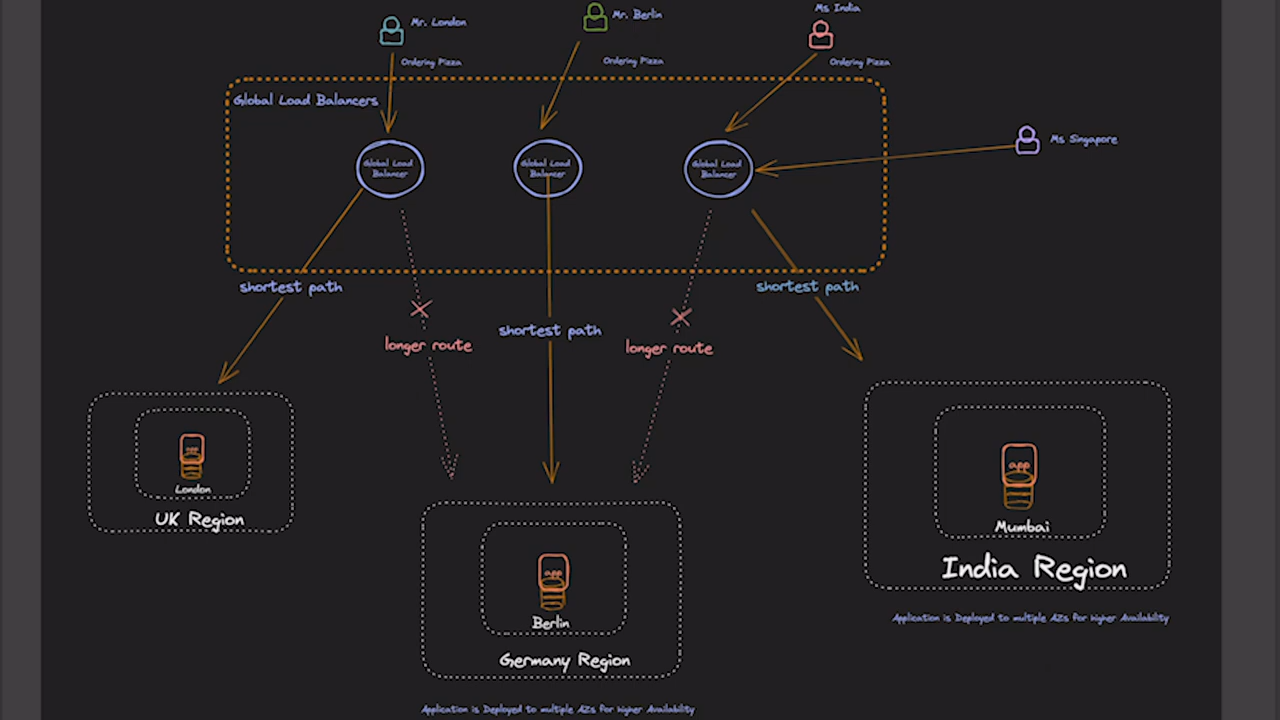 Mr. London
Mr. Berlin
Ms India
Ordering Pizza
Ordering Pizza
Ordering Pizza
Global Load Balancers
Ms Singapore
Global Load
Balancer
Global Load
Balancer
Global Load
Balancer
shortest path
shortest path
shortest path
longer route
longer route
app
London
UK Region
app
Berlin
Germany Region
app
Mumbai
India Region
Application is Deployed to multiple AZs for higher Availability
Application is Deployed to multiple AZs for higher Availability